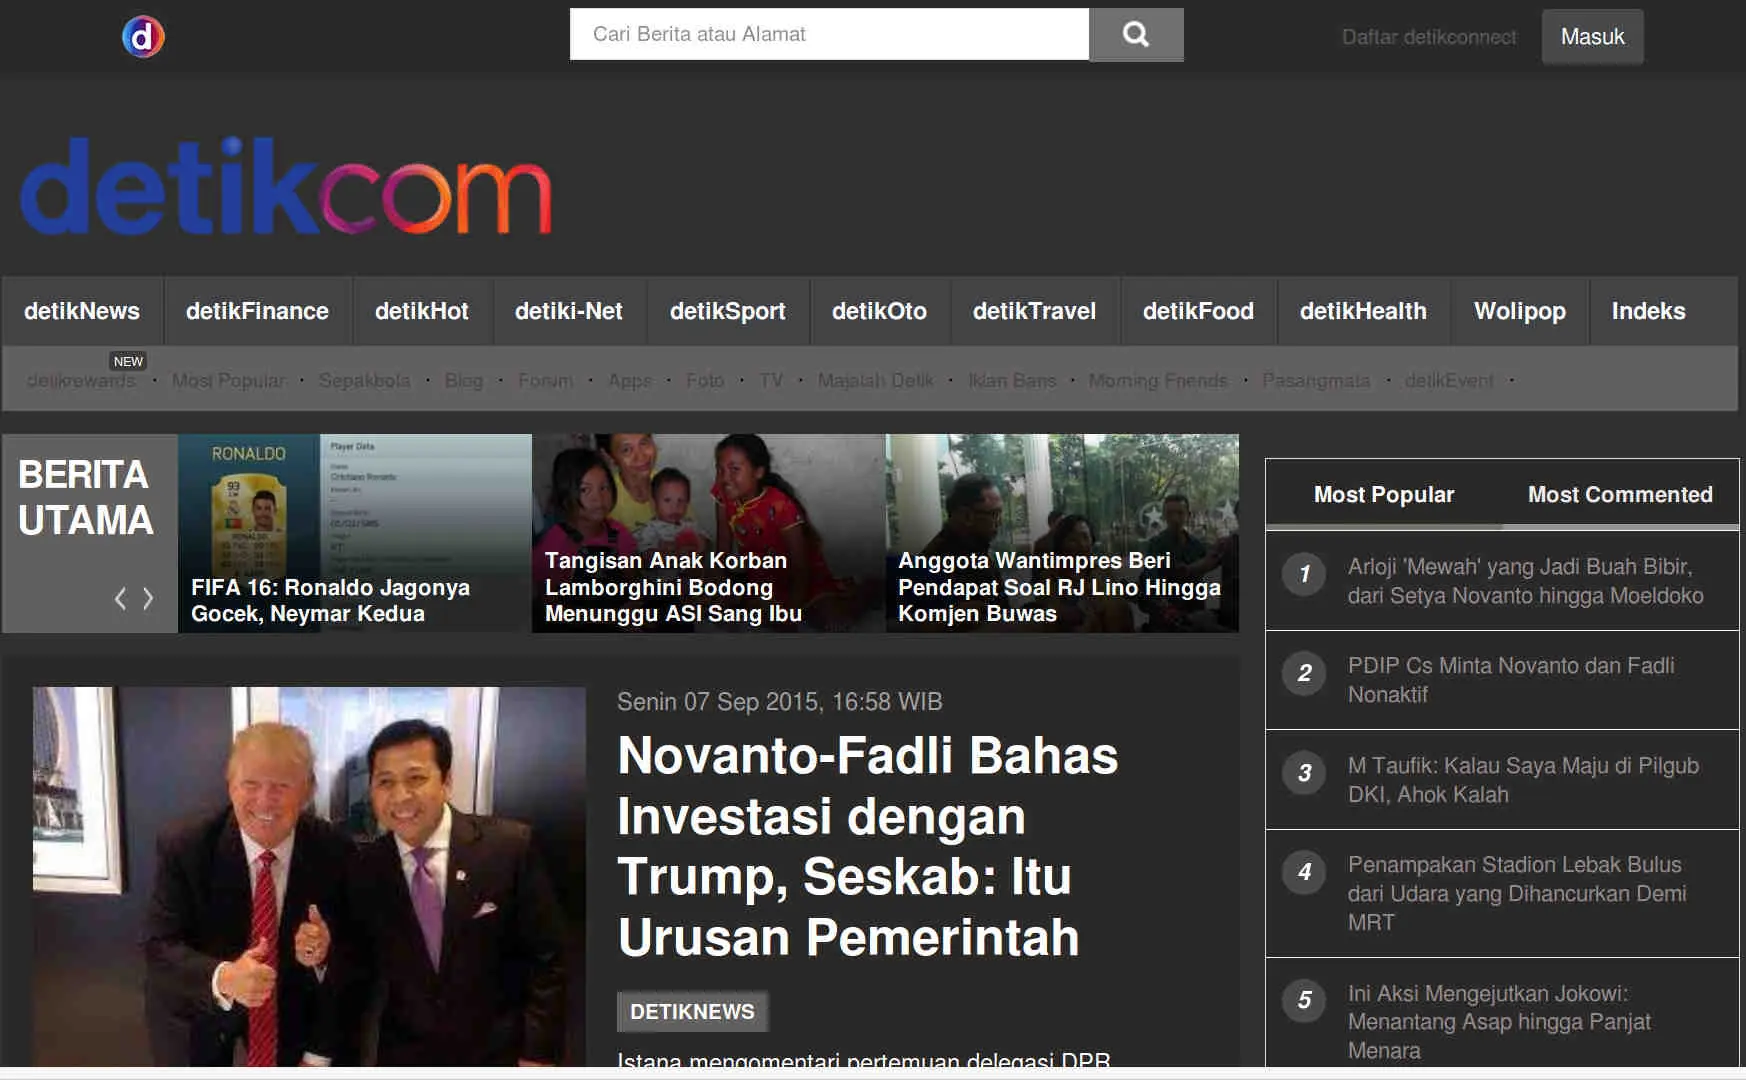 d
Cari Berita atau Alamat
Daftar detikconnect
Masuk
detikcom
detikNews
detikFinance
detikHot
detiki-Net
detikSport
detikOto
detikTravel
detikFood
detikHealth
Wolipop
Indeks
NEW
detikrewards · Most Popular · Sepakbola · Blog · Forum · Apps · Foto · TV · Majalah Detik · Iklan Baris · Morning Friends · Pasangmata · detikEvent ·
BERITA
UTAMA
RONALDO
Player Data
Cristiano Ronaldo
93
RONALDO
FIFA 16: Ronaldo Jagonya
Gocek, Neymar Kedua
Tangisan Anak Korban
Lamborghini Bodong
Menunggu ASI Sang Ibu
Anggota Wantimpres Beri
Pendapat Soal RJ Lino Hingga
Komjen Buwas
Senin 07 Sep 2015, 16:58 WIB
Novanto-Fadli Bahas
Investasi dengan
Trump, Seskab: Itu
Urusan Pemerintah
DETIKNEWS
Istana mengomentari pertemuan delegasi DPR
Most Popular
Most Commented
1
Arloji 'Mewah' yang Jadi Buah Bibir,
dari Setya Novanto hingga Moeldoko
2
PDIP Cs Minta Novanto dan Fadli
Nonaktif
3
M Taufik: Kalau Saya Maju di Pilgub
DKI, Ahok Kalah
4
Penampakan Stadion Lebak Bulus
dari Udara yang Dihancurkan Demi
MRT
5
Ini Aksi Mengejutkan Jokowi:
Menantang Asap hingga Panjat
Menara